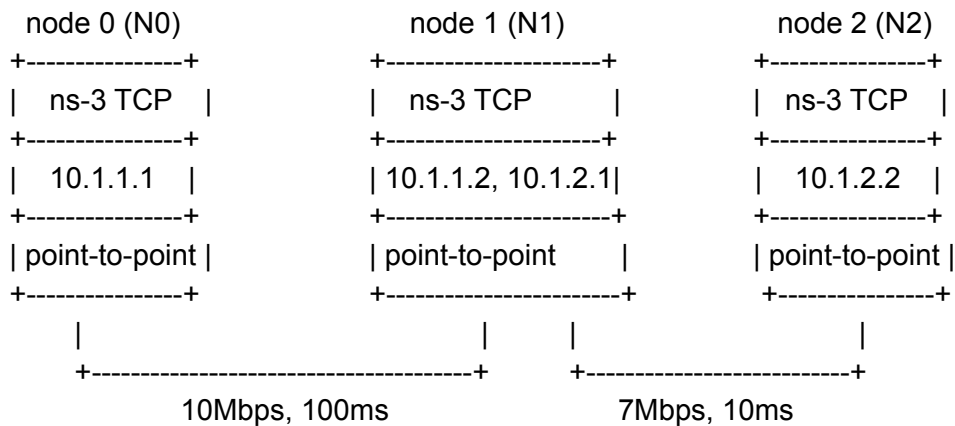 node 0 (N0) node 1 (N1) node 2 (N2)
+----------------+ +----------------------+ +----------------+
| ns-3 TCP | | ns-3 TCP | | ns-3 TCP |
+----------------+ +----------------------+ +----------------+
| 10.1.1.1 | | 10.1.1.2, 10.1.2.1| | 10.1.2.2 |
+----------------+ +-----------------------+ +----------------+
| point-to-point | | point-to-point | | point-to-point |
+----------------+ +------------------------+ +----------------+
| | | |
+---------------------------------------+ +---------------------------+
10Mbps, 100ms 7Mbps, 10ms